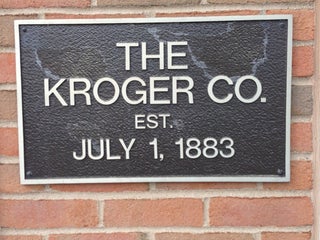 THE
KROGER CO.
EST.
JULY 1, 1883